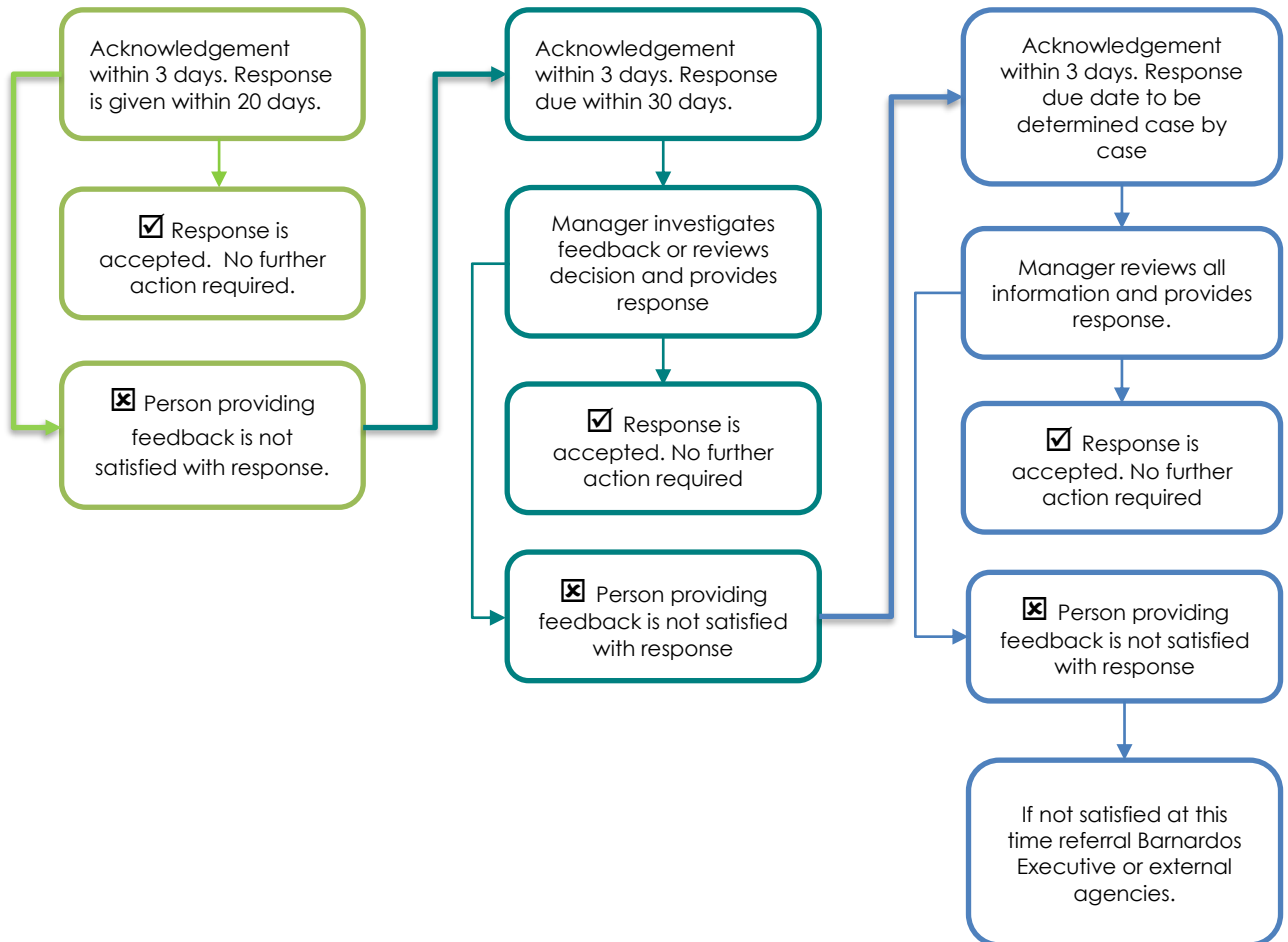 Acknowledgement
within 3 days. Response
is given within 20 days.
☑ Response is
accepted.  No further
action required.
☒ Person providing
feedback is not
satisfied with response.
Acknowledgement
within 3 days. Response
due within 30 days.
Manager investigates
feedback or reviews
decision and provides
response
☑ Response is
accepted. No further
action required
☒ Person providing
feedback is not satisfied
with response
Acknowledgement
within 3 days. Response
due date to be
determined case by
case
Manager reviews all
information and provides
response.
☑ Response is
accepted. No further
action required
☒ Person providing
feedback is not satisfied
with response
If not satisfied at this
time referral Barnardos
Executive or external
agencies.